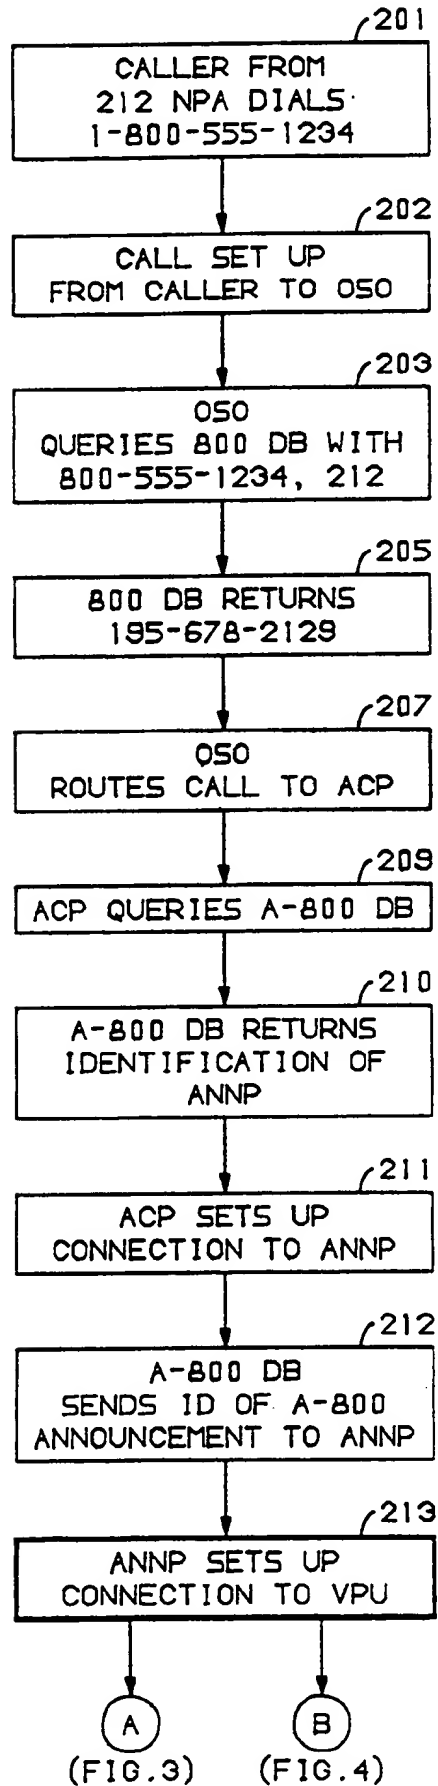 201
CALLER FROM
212 NPA DIALS
1-800-555-1234
202
CALL SET UP
FROM CALLER TO OSO
203
OSO
QUERIES 800 DB WITH
800-555-1234, 212
205
800 DB RETURNS
195-678-2129
207
OSO
ROUTES CALL TO ACP
209
ACP QUERIES A-800 DB
210
A-800 DB RETURNS
IDENTIFICATION OF
ANNP
211
ACP SETS UP
CONNECTION TO ANNP
212
A-800 DB
SENDS ID OF A-800
ANNOUNCEMENT TO ANNP
213
ANNP SETS UP
CONNECTION TO VPU
A B
(FIG.3) (FIG.4)